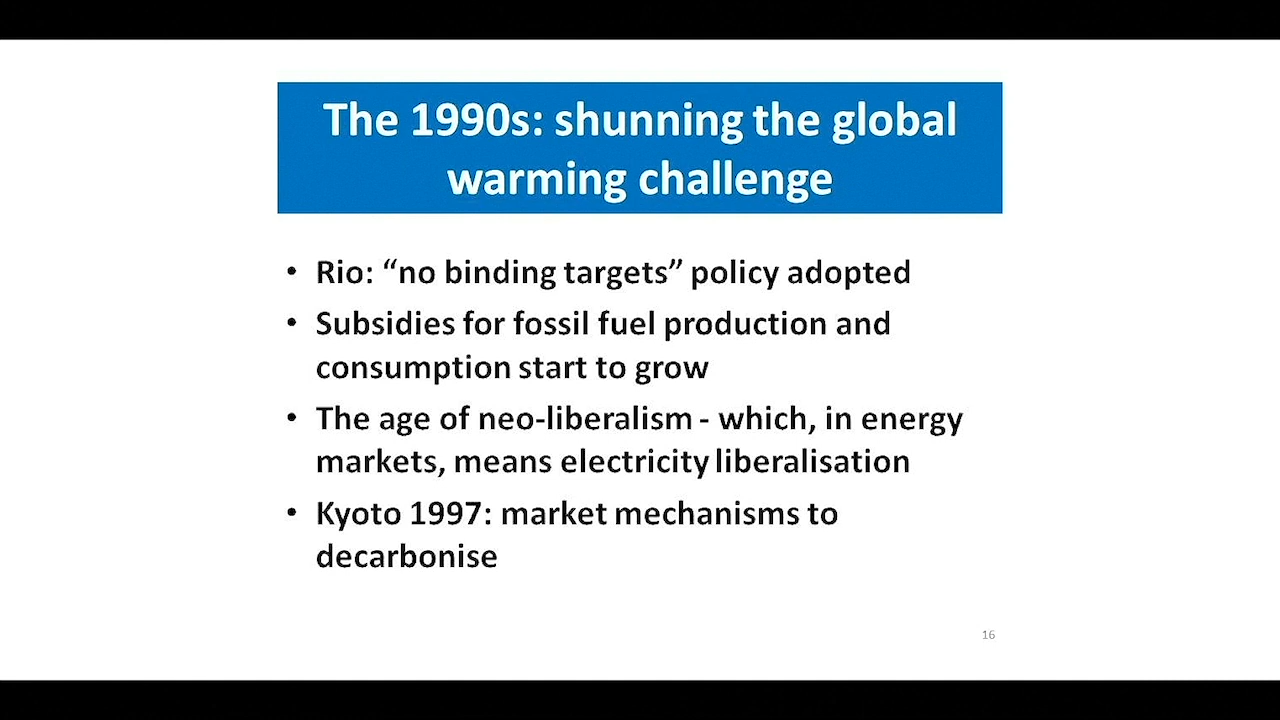 The 1990s: shunning the global
warming challenge
• Rio: “no binding targets” policy adopted
• Subsidies for fossil fuel production and
consumption start to grow
• The age of neo-liberalism - which, in energy
markets, means electricity liberalisation
• Kyoto 1997: market mechanisms to
decarbonise
16